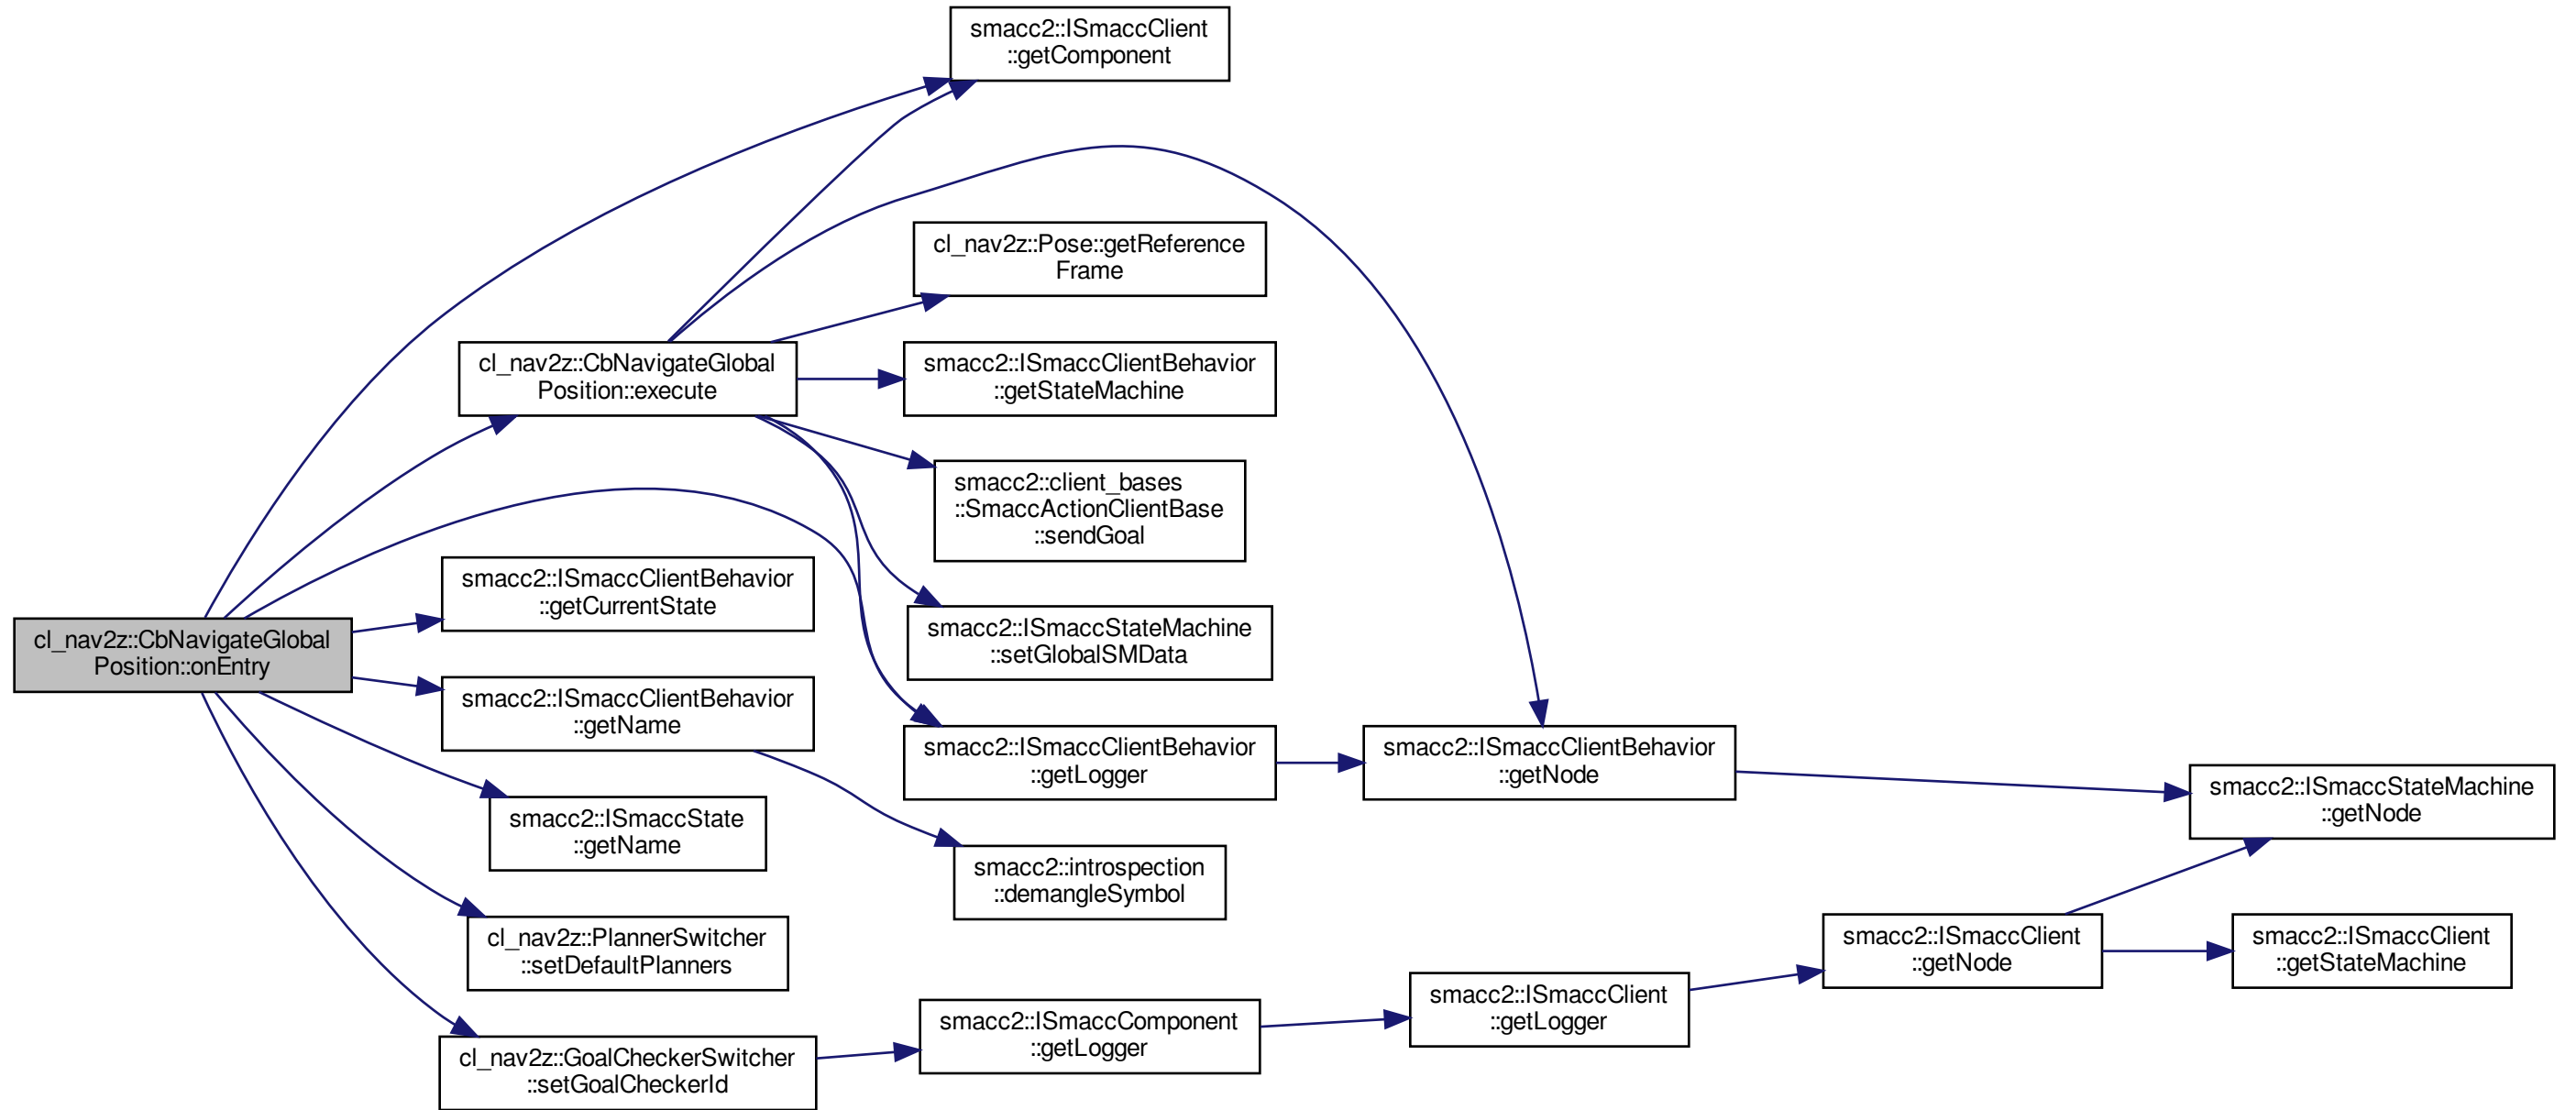 smacc2::ISmaccClient
::getComponent
cl_nav2z::Pose::getReference
Frame
cl_nav2z::CbNavigateGlobal
Position::execute
smacc2::ISmaccClientBehavior
::getStateMachine
smacc2::client_bases
::SmaccActionClientBase
::sendGoal
smacc2::ISmaccClientBehavior
::getCurrentState
cl_nav2z::CbNavigateGlobal
Position::onEntry
smacc2::ISmaccStateMachine
::setGlobalSMData
smacc2::ISmaccClientBehavior
::getName
smacc2::ISmaccClientBehavior
::getLogger
smacc2::ISmaccClientBehavior
::getNode
smacc2::ISmaccStateMachine
::getNode
smacc2::ISmaccState
::getName
smacc2::introspection
::demangleSymbol
cl_nav2z::PlannerSwitcher
::setDefaultPlanners
smacc2::ISmaccClient
::getNode
smacc2::ISmaccClient
::getStateMachine
smacc2::ISmaccClient
::getLogger
smacc2::ISmaccComponent
::getLogger
cl_nav2z::GoalCheckerSwitcher
::setGoalCheckerId